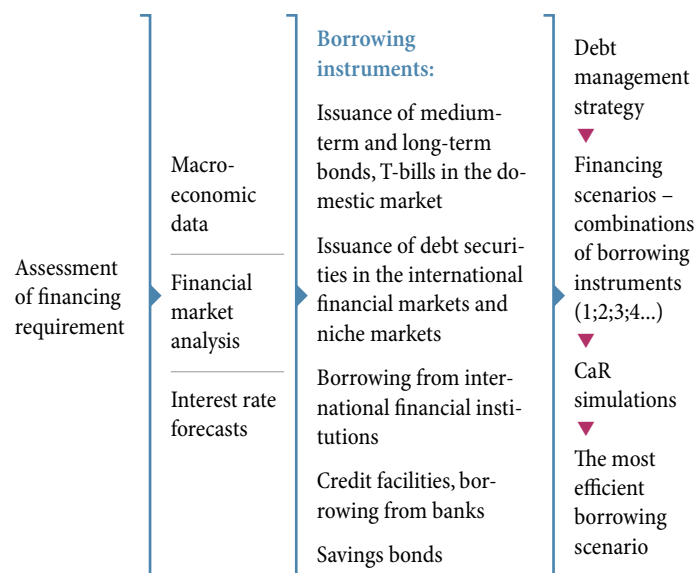 Assessment
of financing
requirement
Macro-
economic
data
Financial
market
analysis
Interest rate
forecasts
Borrowing
instruments:
Issuance of medium-
term and long-term
bonds, T-bills in the do-
mestic market
Issuance of debt securi-
ties in the international
financial markets and
niche markets
Borrowing from inter-
national financial insti-
tutions
Credit facilities, bor-
rowing from banks
Savings bonds
Debt
management
strategy
Financing
scenarios –
combinations
of borrowing
instruments
(1;2;3;4...)
CaR
simulations
The most
efficient
borrowing
scenario